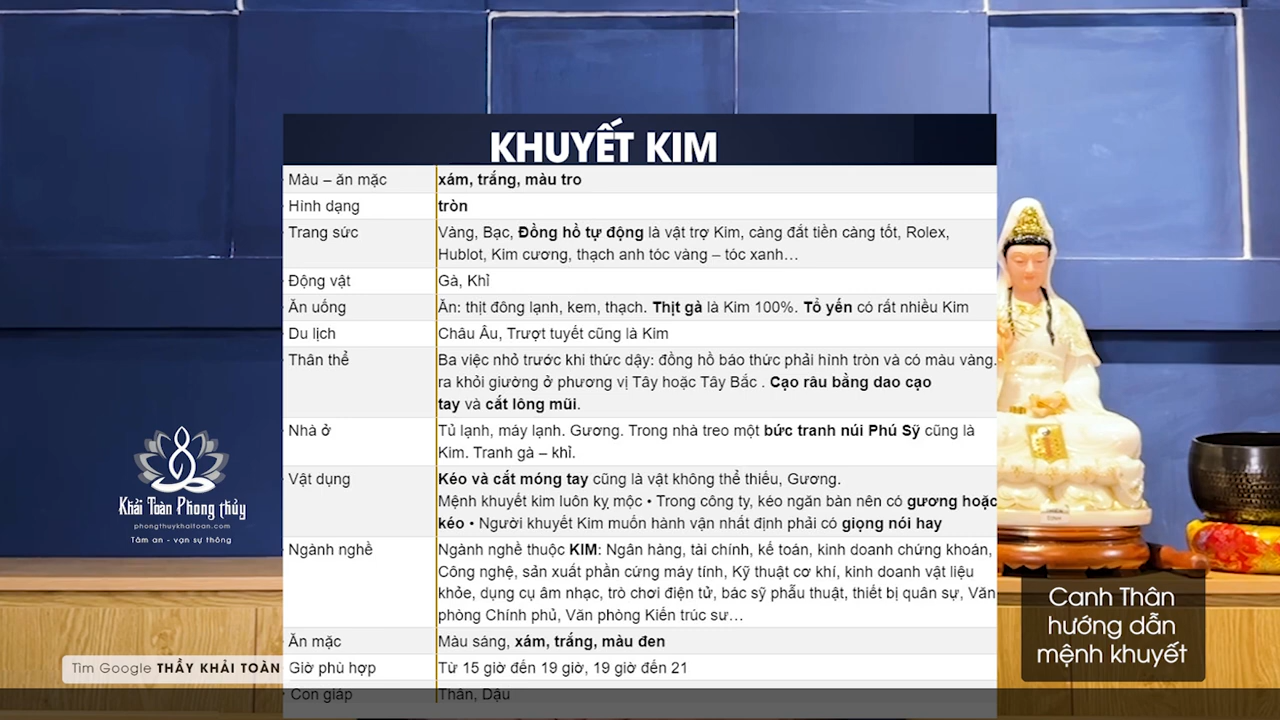 KHUYẾT KIM
Màu – ăn mặc xám, trắng, màu tro
Hình dạng tròn
Trang sức Vàng, Bạc, Đồng hồ tự động là vật trợ Kim, càng đắt tiền càng tốt, Rolex,
Hublot, Kim cương, thạch anh tóc vàng – tóc xanh…
Động vật Gà, Khỉ
Ăn uống Ăn: thịt đông lạnh, kem, thạch. Thịt gà là Kim 100%. Tổ yến có rất nhiều Kim
Du lịch Châu Âu, Trượt tuyết cũng là Kim
Thân thể Ba việc nhỏ trước khi thức dậy: đồng hồ báo thức phải hình tròn và có màu vàng.
ra khỏi giường ở phương vị Tây hoặc Tây Bắc . Cạo râu bằng dao cạo
tay và cắt lông mũi.
Nhà ở Tủ lạnh, máy lạnh. Gương. Trong nhà treo một bức tranh núi Phú Sỹ cũng là
Kim. Tranh gà – khỉ.
Vật dụng Kéo và cắt móng tay cũng là vật không thể thiếu, Gương.
Mệnh khuyết kim luôn kỵ mộc • Trong công ty, kéo ngăn bàn nên có gương hoặc
kéo • Người khuyết Kim muốn hành vận nhất định phải có giọng nói hay
Ngành nghề Ngành nghề thuộc KIM: Ngân hàng, tài chính, kế toán, kinh doanh chứng khoán,
Công nghệ, sản xuất phần cứng máy tính, Kỹ thuật cơ khí, kinh doanh vật liệu
khỏe, dụng cụ âm nhạc, trò chơi điện tử, bác sỹ phẫu thuật, thiết bị quân sự, Văn
phòng Chính phủ, Văn phòng Kiến trúc sư…
Ăn mặc Màu sáng, xám, trắng, màu đen
Giờ phù hợp Từ 15 giờ đến 19 giờ, 19 giờ đến 21
Con giáp Thân, Dậu
Khải Toàn Phong thủy
phongthuykhaitoan.com
Tâm an - vạn sự thông
Tìm Google THẦY KHẢI TOÀN
Canh Thân
hướng dẫn
mệnh khuyết